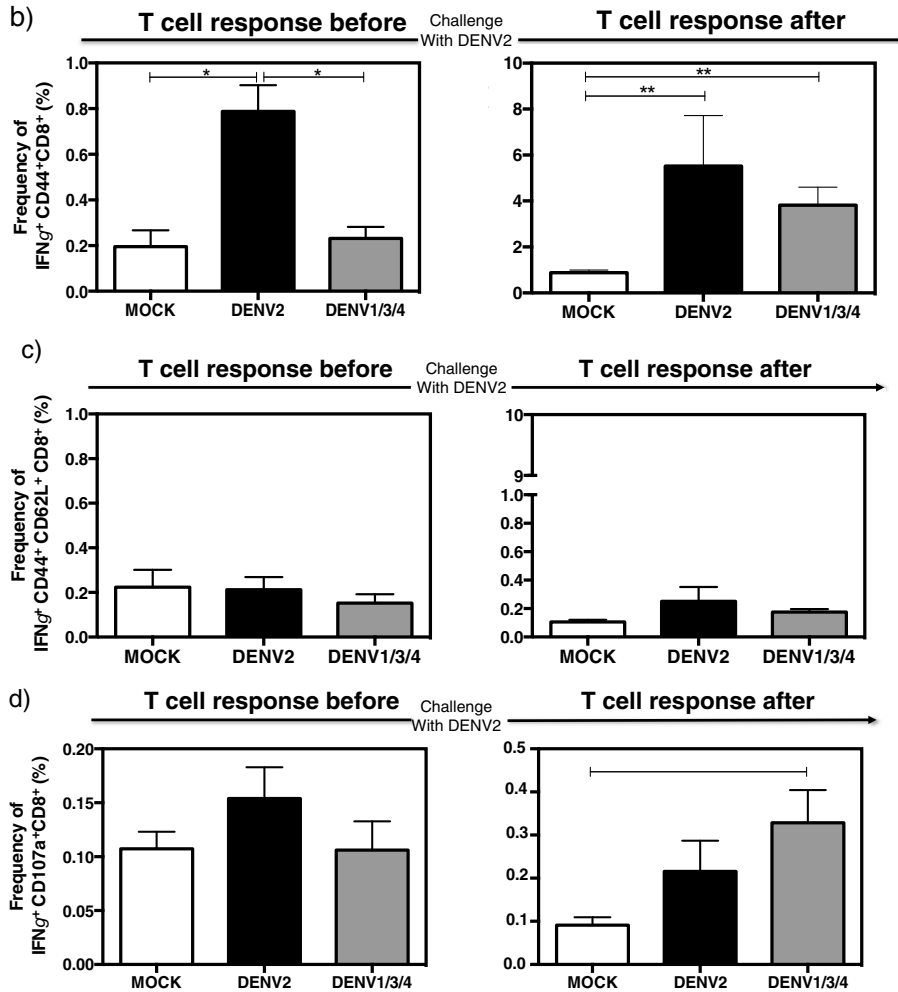 b)
T cell response before
Challenge
With DENV2
T cell response after
Frequency of
IFNg⁺ CD44⁺CD8⁺ (%)
1.0
0.8
0.6
0.4
0.2
0.0
*
*
MOCK
DENV2
DENV1/3/4
10
8
6
4
2
0
**
**
MOCK
DENV2
DENV1/3/4
c)
T cell response before
Challenge
With DENV2
T cell response after
Frequency of
IFNg⁺ CD44⁺ CD62L⁺ CD8⁺ (%)
1.0
0.8
0.6
0.4
0.2
0.0
MOCK
DENV2
DENV1/3/4
10
9
1.0
0.8
0.6
0.4
0.2
0.0
MOCK
DENV2
DENV1/3/4
d)
T cell response before
Challenge
With DENV2
T cell response after
Frequency of
IFNg⁺ CD107a⁺CD8⁺ (%)
0.20
0.15
0.10
0.05
0.00
MOCK
DENV2
DENV1/3/4
0.5
0.4
0.3
0.2
0.1
0.0
MOCK
DENV2
DENV1/3/4